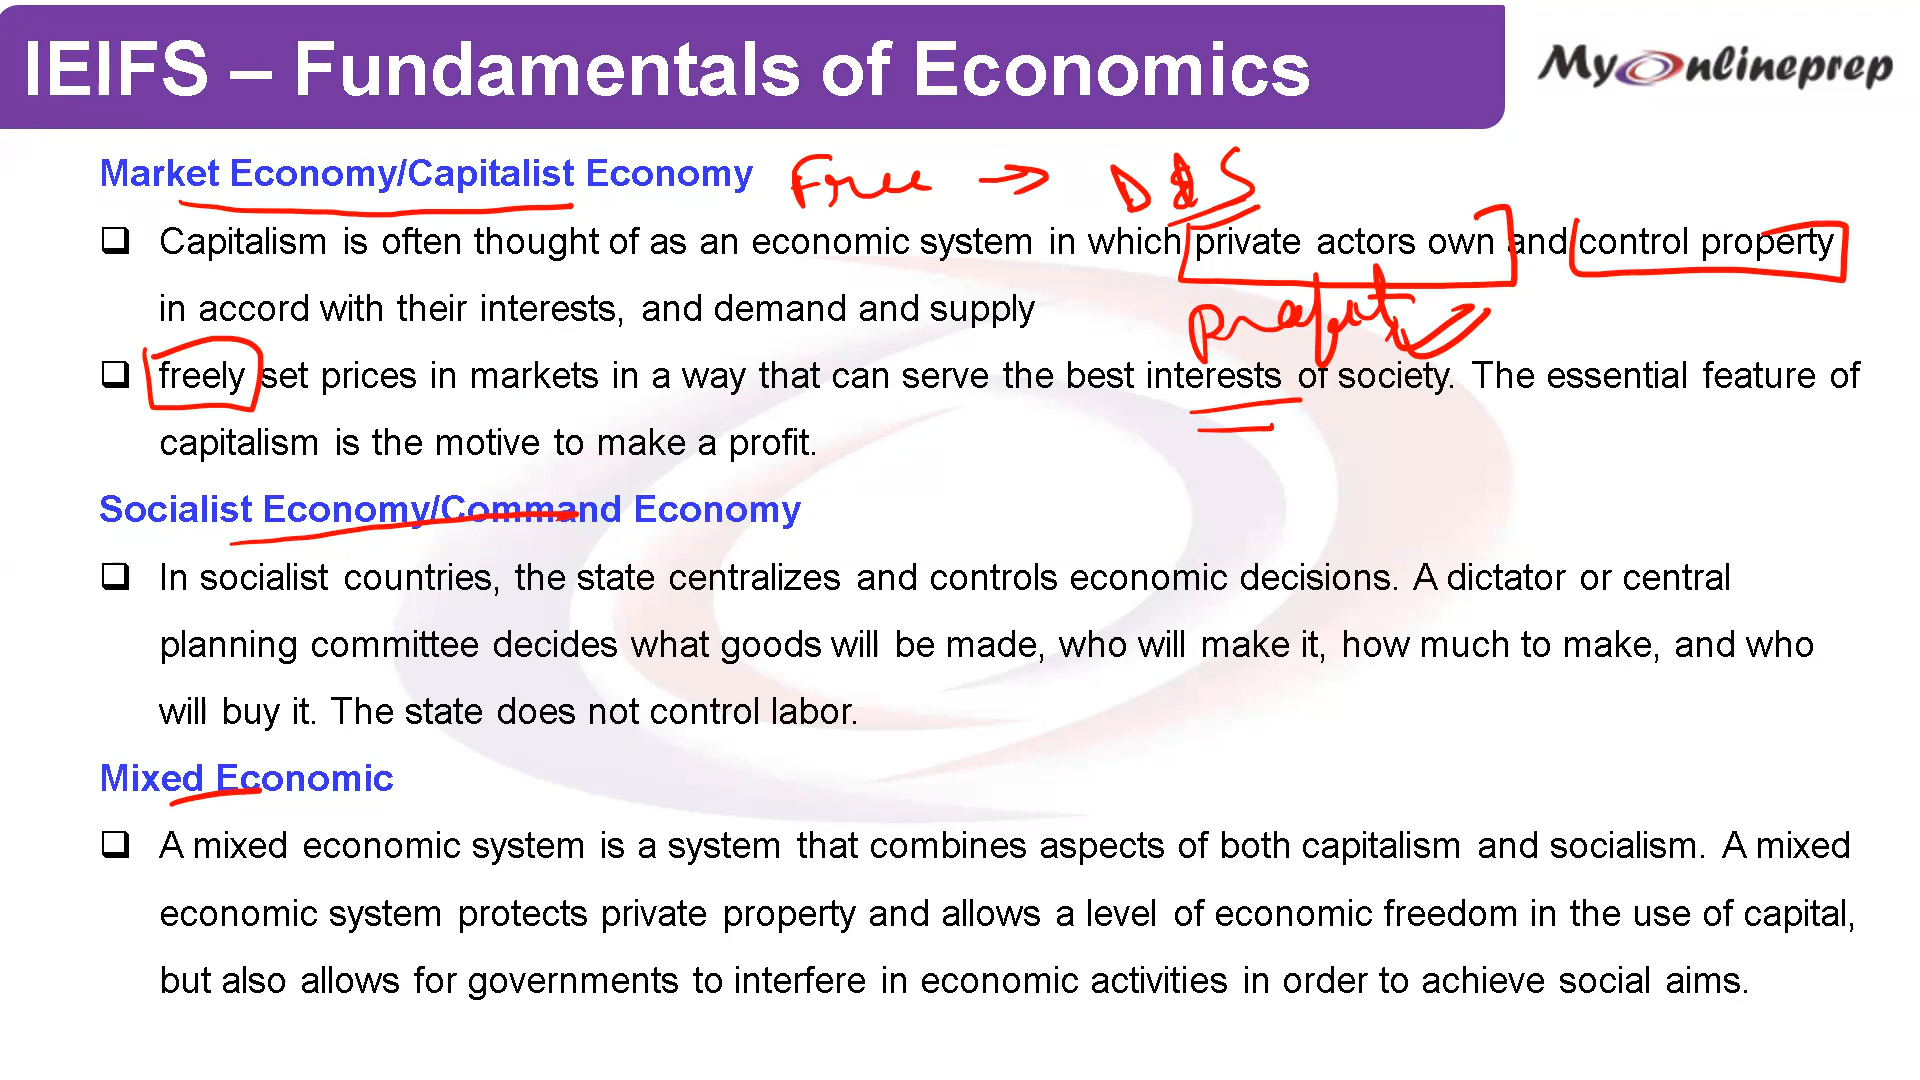 IEIFS – Fundamentals of Economics
MyOnlineprep
Market Economy/Capitalist Economy Free → D & S
❑ Capitalism is often thought of as an economic system in which private actors own and control property
in accord with their interests, and demand and supply
Profit
❑ freely set prices in markets in a way that can serve the best interests of society. The essential feature of
capitalism is the motive to make a profit.
Socialist Economy/Command Economy
❑ In socialist countries, the state centralizes and controls economic decisions. A dictator or central
planning committee decides what goods will be made, who will make it, how much to make, and who
will buy it. The state does not control labor.
Mixed Economic
❑ A mixed economic system is a system that combines aspects of both capitalism and socialism. A mixed
economic system protects private property and allows a level of economic freedom in the use of capital,
but also allows for governments to interfere in economic activities in order to achieve social aims.